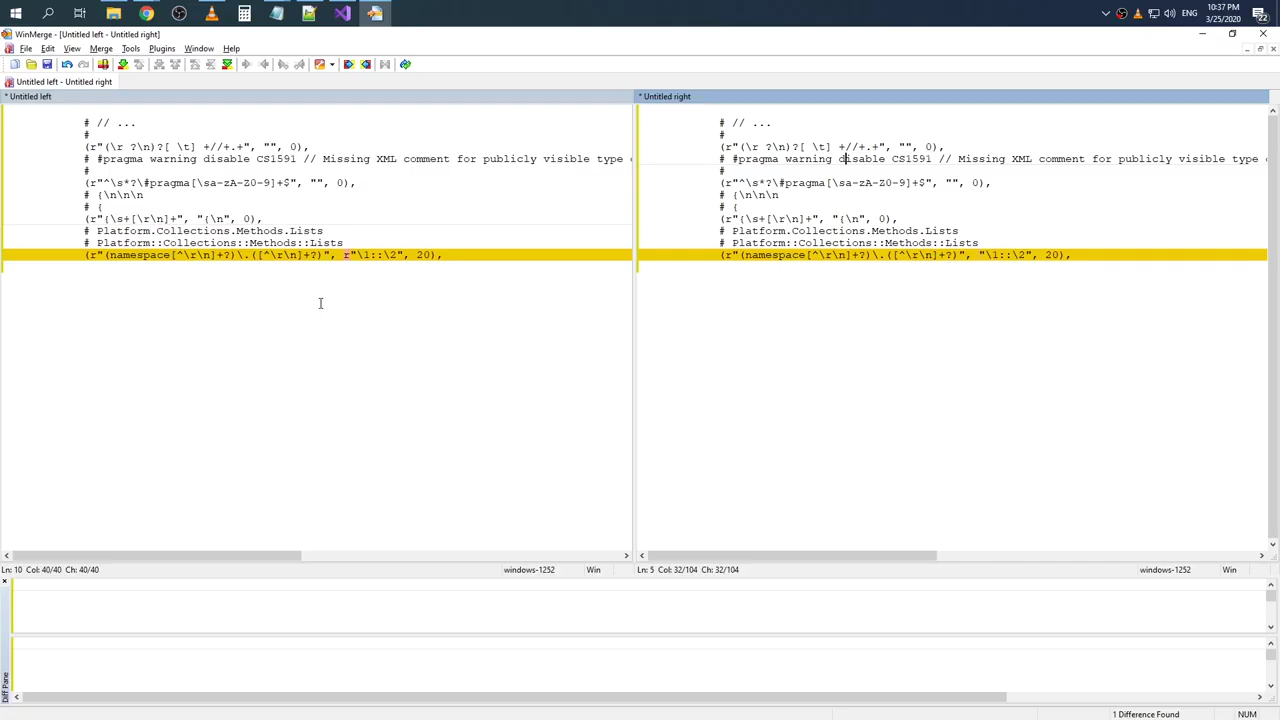 10:37 PM
ENG
3/25/2020
WinMerge - [Untitled left - Untitled right]
File Edit View Merge Tools Plugins Window Help
Untitled left - Untitled right
* Untitled left
# // ...
#
(r"(\r ?\n)?[ \t] +//+.+", "", 0),
# #pragma warning disable CS1591 // Missing XML comment for publicly visible type
#
(r"^\s*?\#pragma[\sa-zA-Z0-9]+$", "", 0),
# {\n\n\n
# {
(r"{\s+[\r\n]+", "{\n", 0),
# Platform.Collections.Methods.Lists
# Platform::Collections::Methods::Lists
(r"(namespace[^\r\n]+?)\.([^\r\n]+?)", r"\1::\2", 20),
Ln: 10 Col: 40/40 Ch: 40/40
windows-1252
Win
* Untitled right
# // ...
#
(r"(\r ?\n)?[ \t] +//+.+", "", 0),
# #pragma warning disable CS1591 // Missing XML comment for publicly visible type
#
(r"^\s*?\#pragma[\sa-zA-Z0-9]+$", "", 0),
# {\n\n\n
# {
(r"{\s+[\r\n]+", "{\n", 0),
# Platform.Collections.Methods.Lists
# Platform::Collections::Methods::Lists
(r"(namespace[^\r\n]+?)\.([^\r\n]+?)", "\1::\2", 20),
Ln: 5 Col: 32/104 Ch: 32/104
windows-1252
Win
Diff Pane
1 Difference Found
NUM